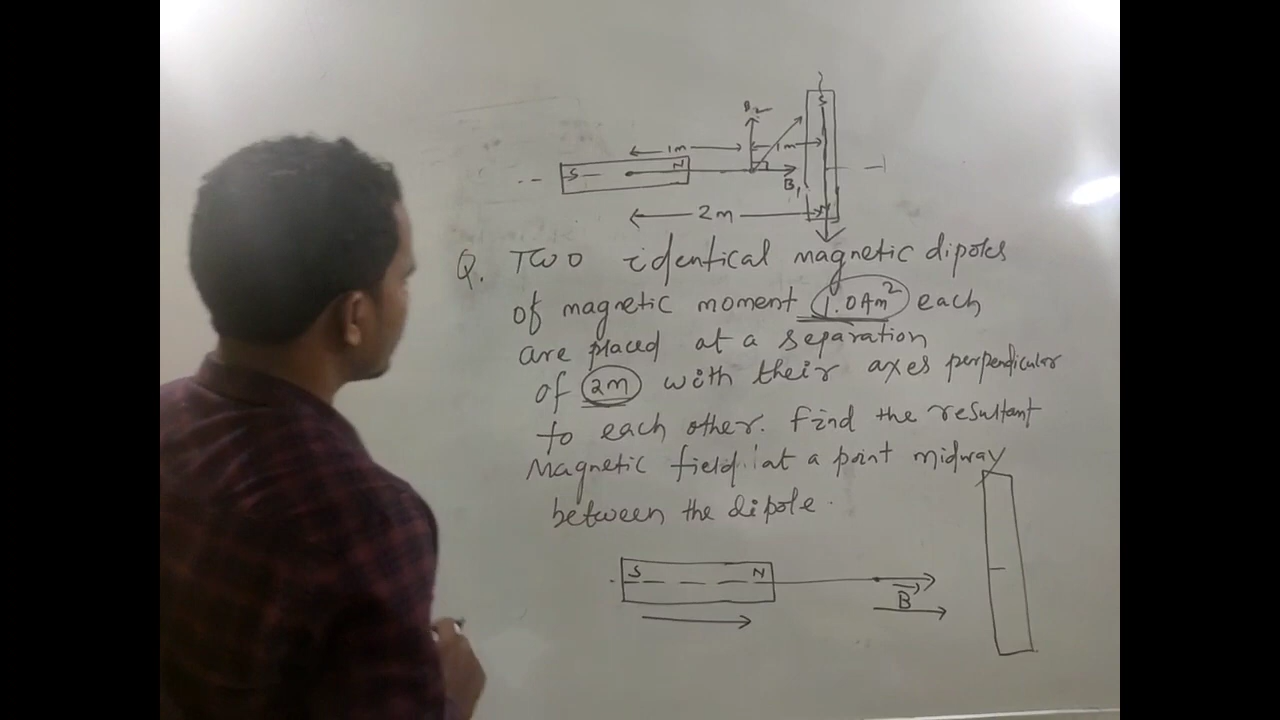 S
B2
1m
1m
S
N
B1
2m
N
Q. TWO identical magnetic dipoles
of magnetic moment 1.0Am² each
are placed at a separation
of 2m with their axes perpendicular
to each other. Find the resultant
Magnetic field at a point midway
between the dipole.
S
N
B